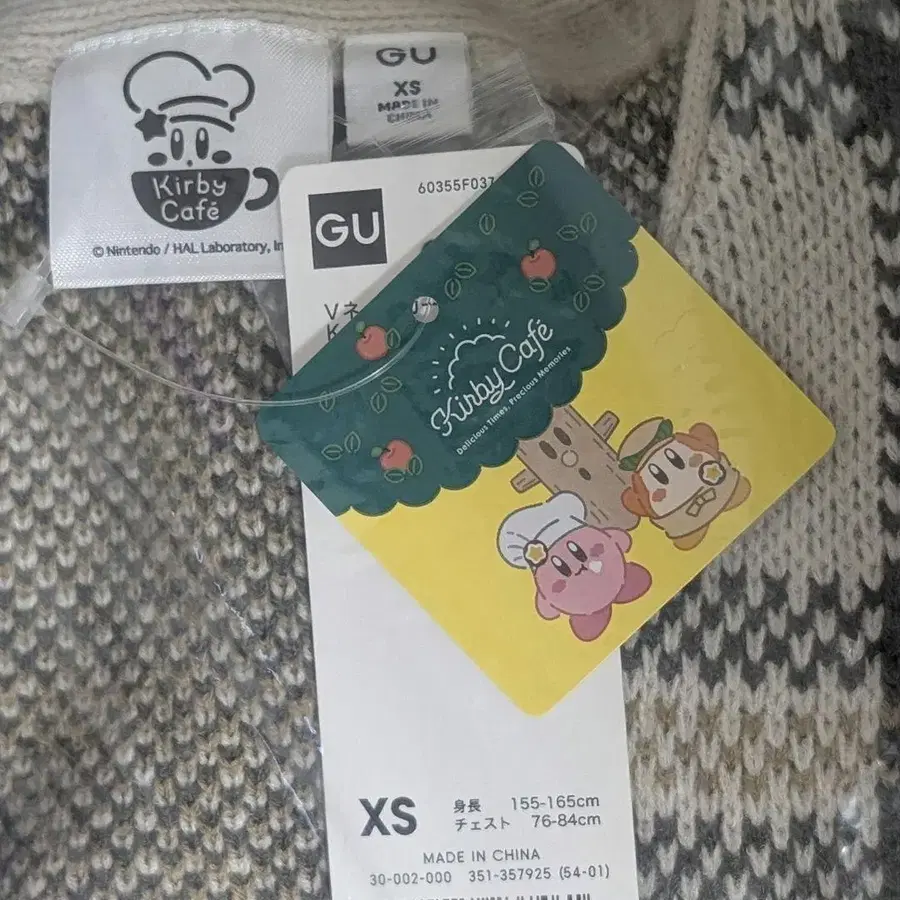 Kirby
Café
© Nintendo / HAL Laboratory, In
GU
XS
MADE IN
CHINA
GU
60355F037
Vネ
K
Kirby Café
Delicious Times, Precious Memories
XS
身長 155-165cm
チェスト 76-84cm
MADE IN CHINA
30-002-000 351-357925 (54-01)